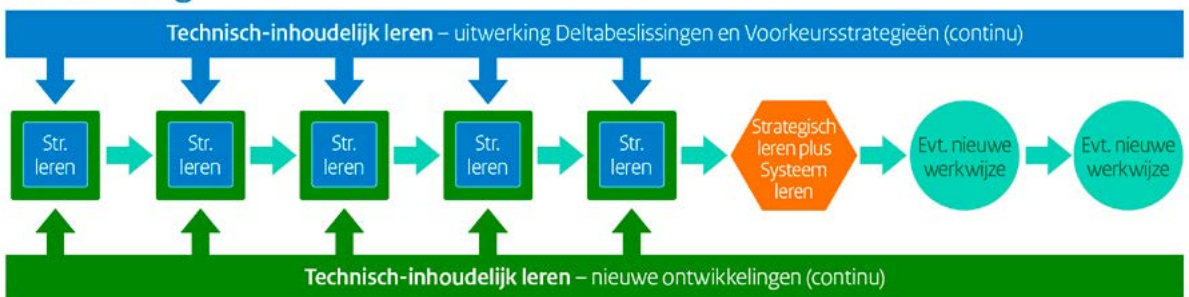 Technisch-inhoudelijk leren – uitwerking Deltabeslissingen en Voorkeursstrategieën (continu)
Str.
leren
Str.
leren
Str.
leren
Str.
leren
Str.
leren
Strategisch
leren plus
Systeem
leren
Evt. nieuwe
werkwijze
Evt. nieuwe
werkwijze
Technisch-inhoudelijk leren – nieuwe ontwikkelingen (continu)